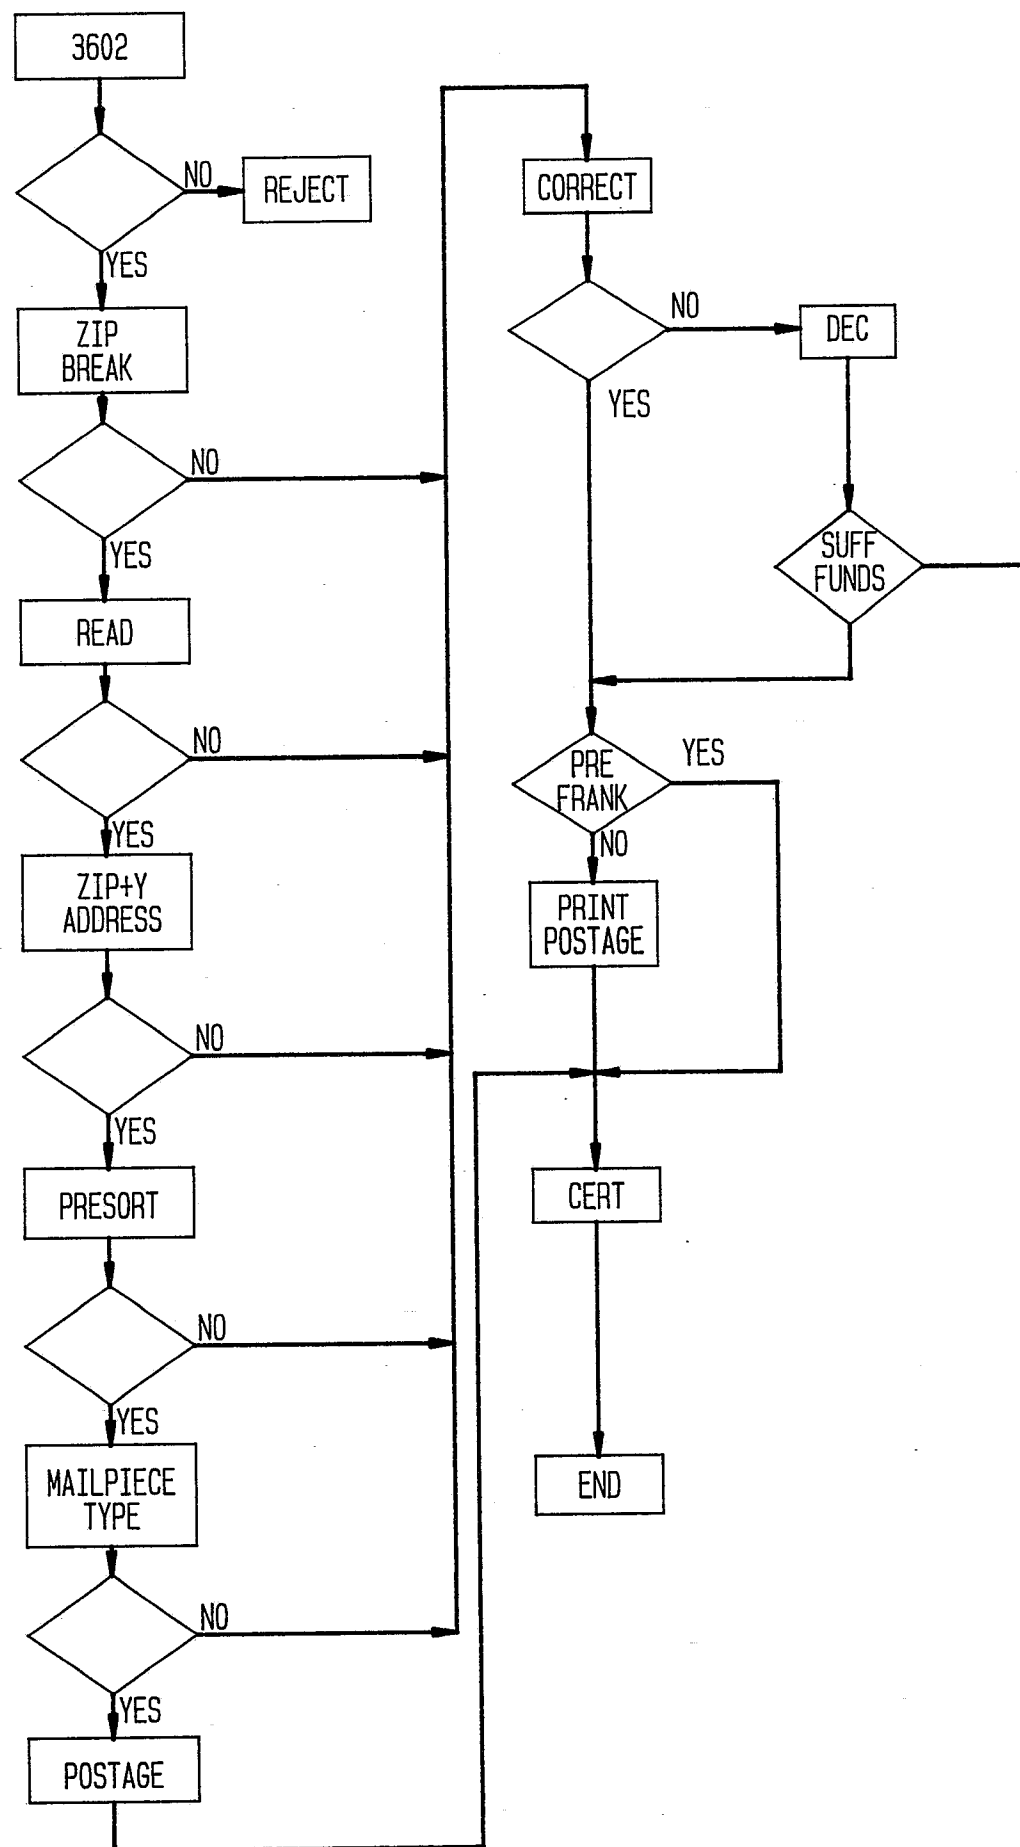 3602
NO
REJECT
YES
ZIP
BREAK
NO
YES
READ
NO
YES
ZIP+Y
ADDRESS
NO
YES
PRESORT
NO
YES
MAILPIECE
TYPE
NO
YES
POSTAGE
CORRECT
NO
DEC
YES
SUFF
FUNDS
PRE
FRANK
YES
NO
PRINT
POSTAGE
CERT
END